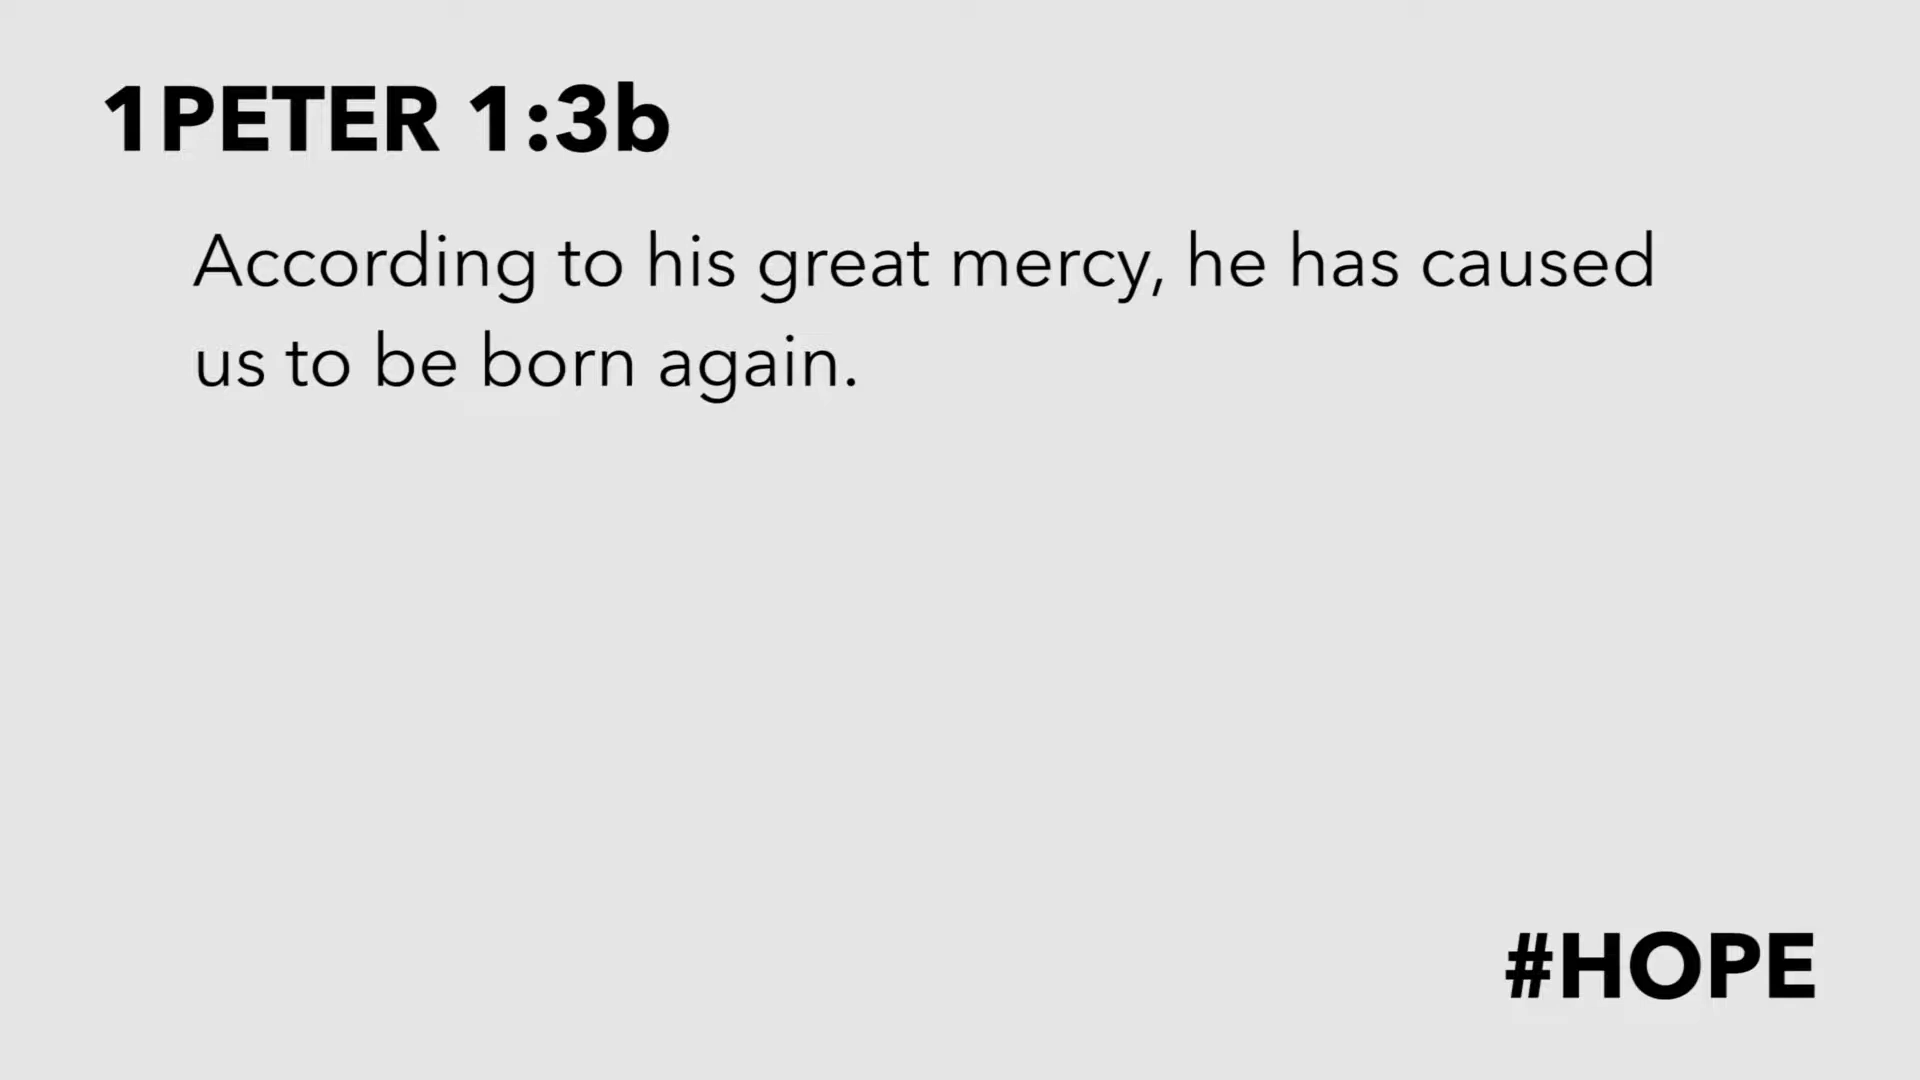 1PETER 1:3b
According to his great mercy, he has caused
us to be born again.
#HOPE